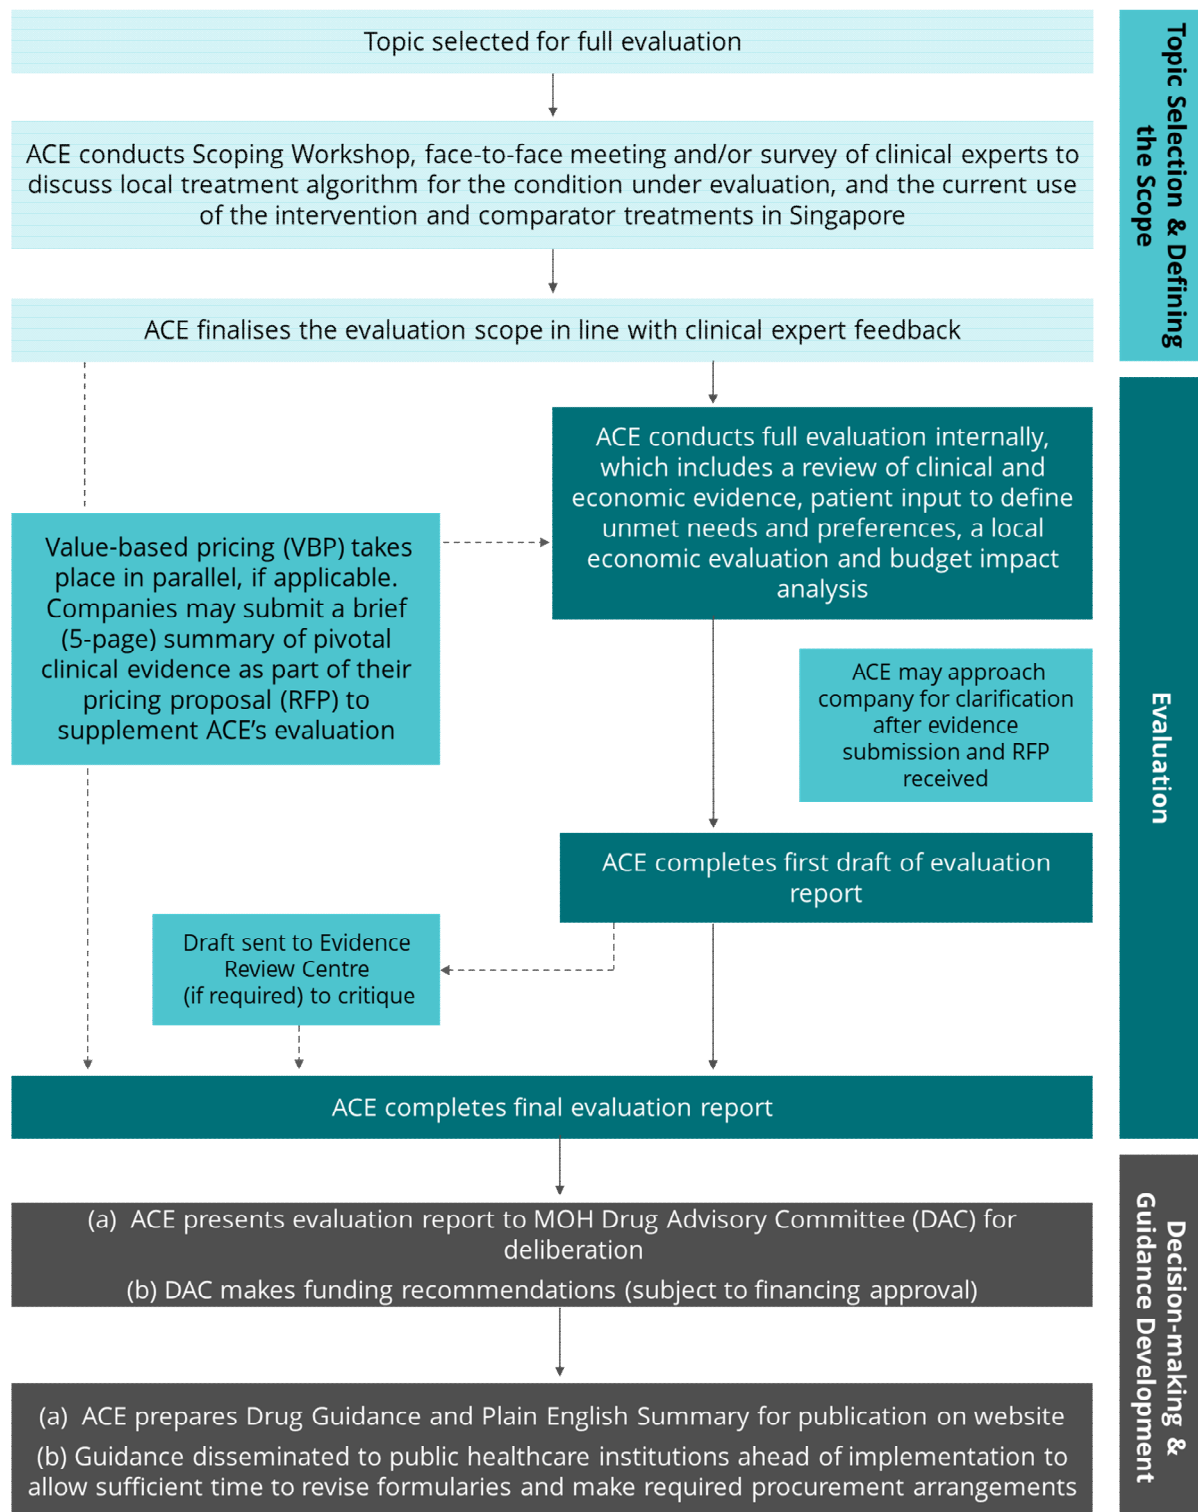 Topic selected for full evaluation
Topic Selection & Defining
the Scope
ACE conducts Scoping Workshop, face-to-face meeting and/or survey of clinical experts to
discuss local treatment algorithm for the condition under evaluation, and the current use
of the intervention and comparator treatments in Singapore
ACE finalises the evaluation scope in line with clinical expert feedback
Evaluation
ACE conducts full evaluation internally,
which includes a review of clinical and
economic evidence, patient input to define
unmet needs and preferences, a local
economic evaluation and budget impact
analysis
Value-based pricing (VBP) takes
place in parallel, if applicable.
Companies may submit a brief
(5-page) summary of pivotal
clinical evidence as part of their
pricing proposal (RFP) to
supplement ACE’s evaluation
ACE may approach
company for clarification
after evidence
submission and RFP
received
ACE completes first draft of evaluation
report
Draft sent to Evidence
Review Centre
(if required) to critique
ACE completes final evaluation report
Decision-making &
Guidance Development
(a) ACE presents evaluation report to MOH Drug Advisory Committee (DAC) for
deliberation
(b) DAC makes funding recommendations (subject to financing approval)
(a) ACE prepares Drug Guidance and Plain English Summary for publication on website
(b) Guidance disseminated to public healthcare institutions ahead of implementation to
allow sufficient time to revise formularies and make required procurement arrangements